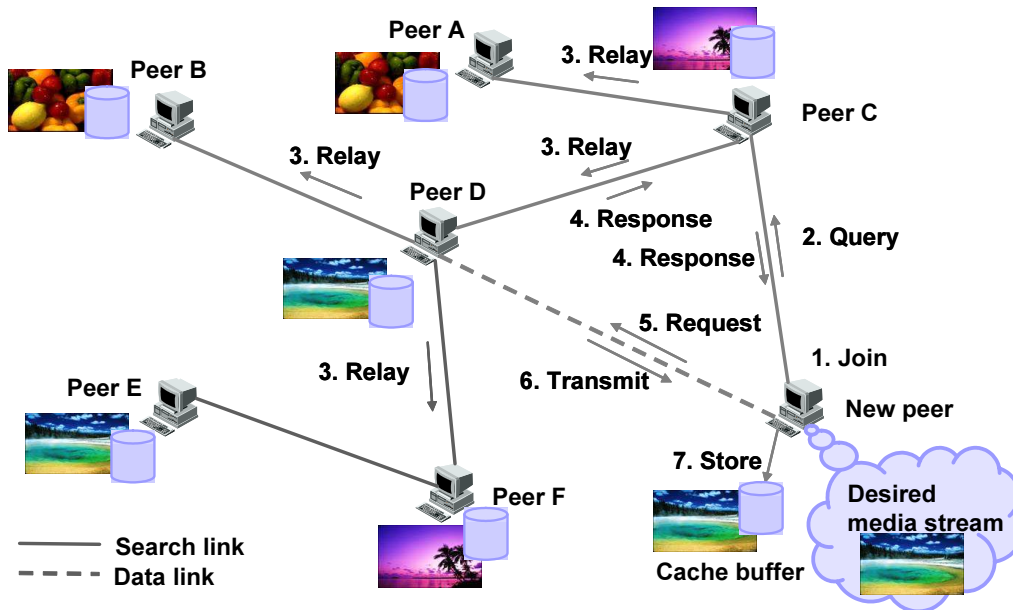 Peer A
3. Relay
Peer B
Peer C
3. Relay
3. Relay
Peer D
4. Response
2. Query
4. Response
5. Request
1. Join
3. Relay
6. Transmit
Peer E
New peer
7. Store
Desired
media stream
Peer F
Search link
Data link
Cache buffer